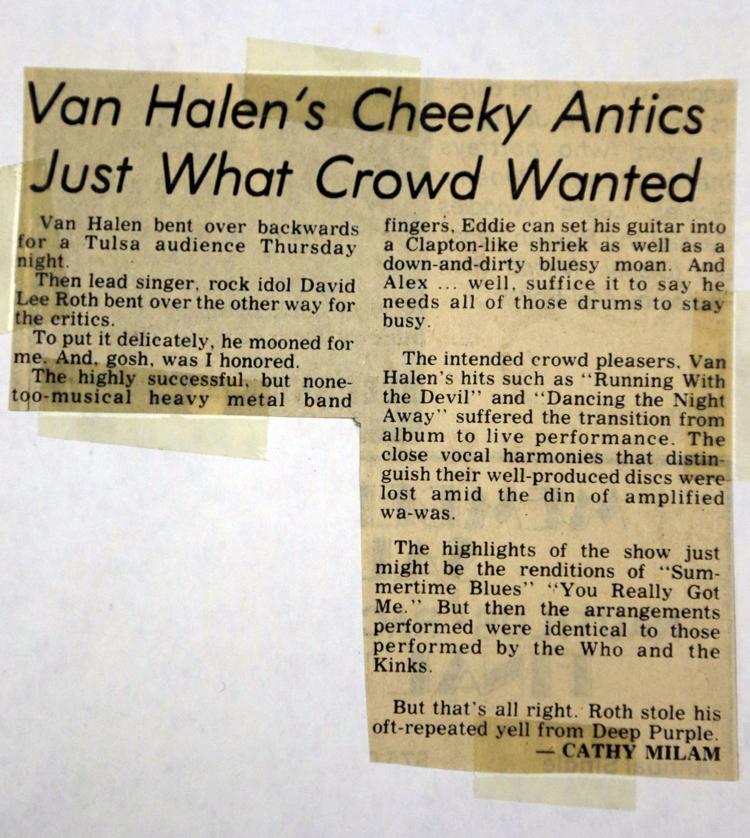 Van Halen's Cheeky Antics
Just What Crowd Wanted
Van Halen bent over backwards
for a Tulsa audience Thursday
night.
Then lead singer, rock idol David
Lee Roth bent over the other way for
the critics.
To put it delicately, he mooned for
me. And, gosh, was I honored.
The highly successful, but none-
too-musical heavy metal band
fingers, Eddie can set his guitar into
a Clapton-like shriek as well as a
down-and-dirty bluesy moan. And
Alex ... well, suffice it to say he
needs all of those drums to stay
busy.
The intended crowd pleasers, Van
Halen's hits such as "Running With
the Devil" and "Dancing the Night
Away" suffered the transition from
album to live performance. The
close vocal harmonies that distin-
guish their well-produced discs were
lost amid the din of amplified
wa-was.
The highlights of the show just
might be the renditions of "Sum-
mertime Blues" "You Really Got
Me." But then the arrangements
performed were identical to those
performed by the Who and the
Kinks.
But that's all right. Roth stole his
oft-repeated yell from Deep Purple.
— CATHY MILAM